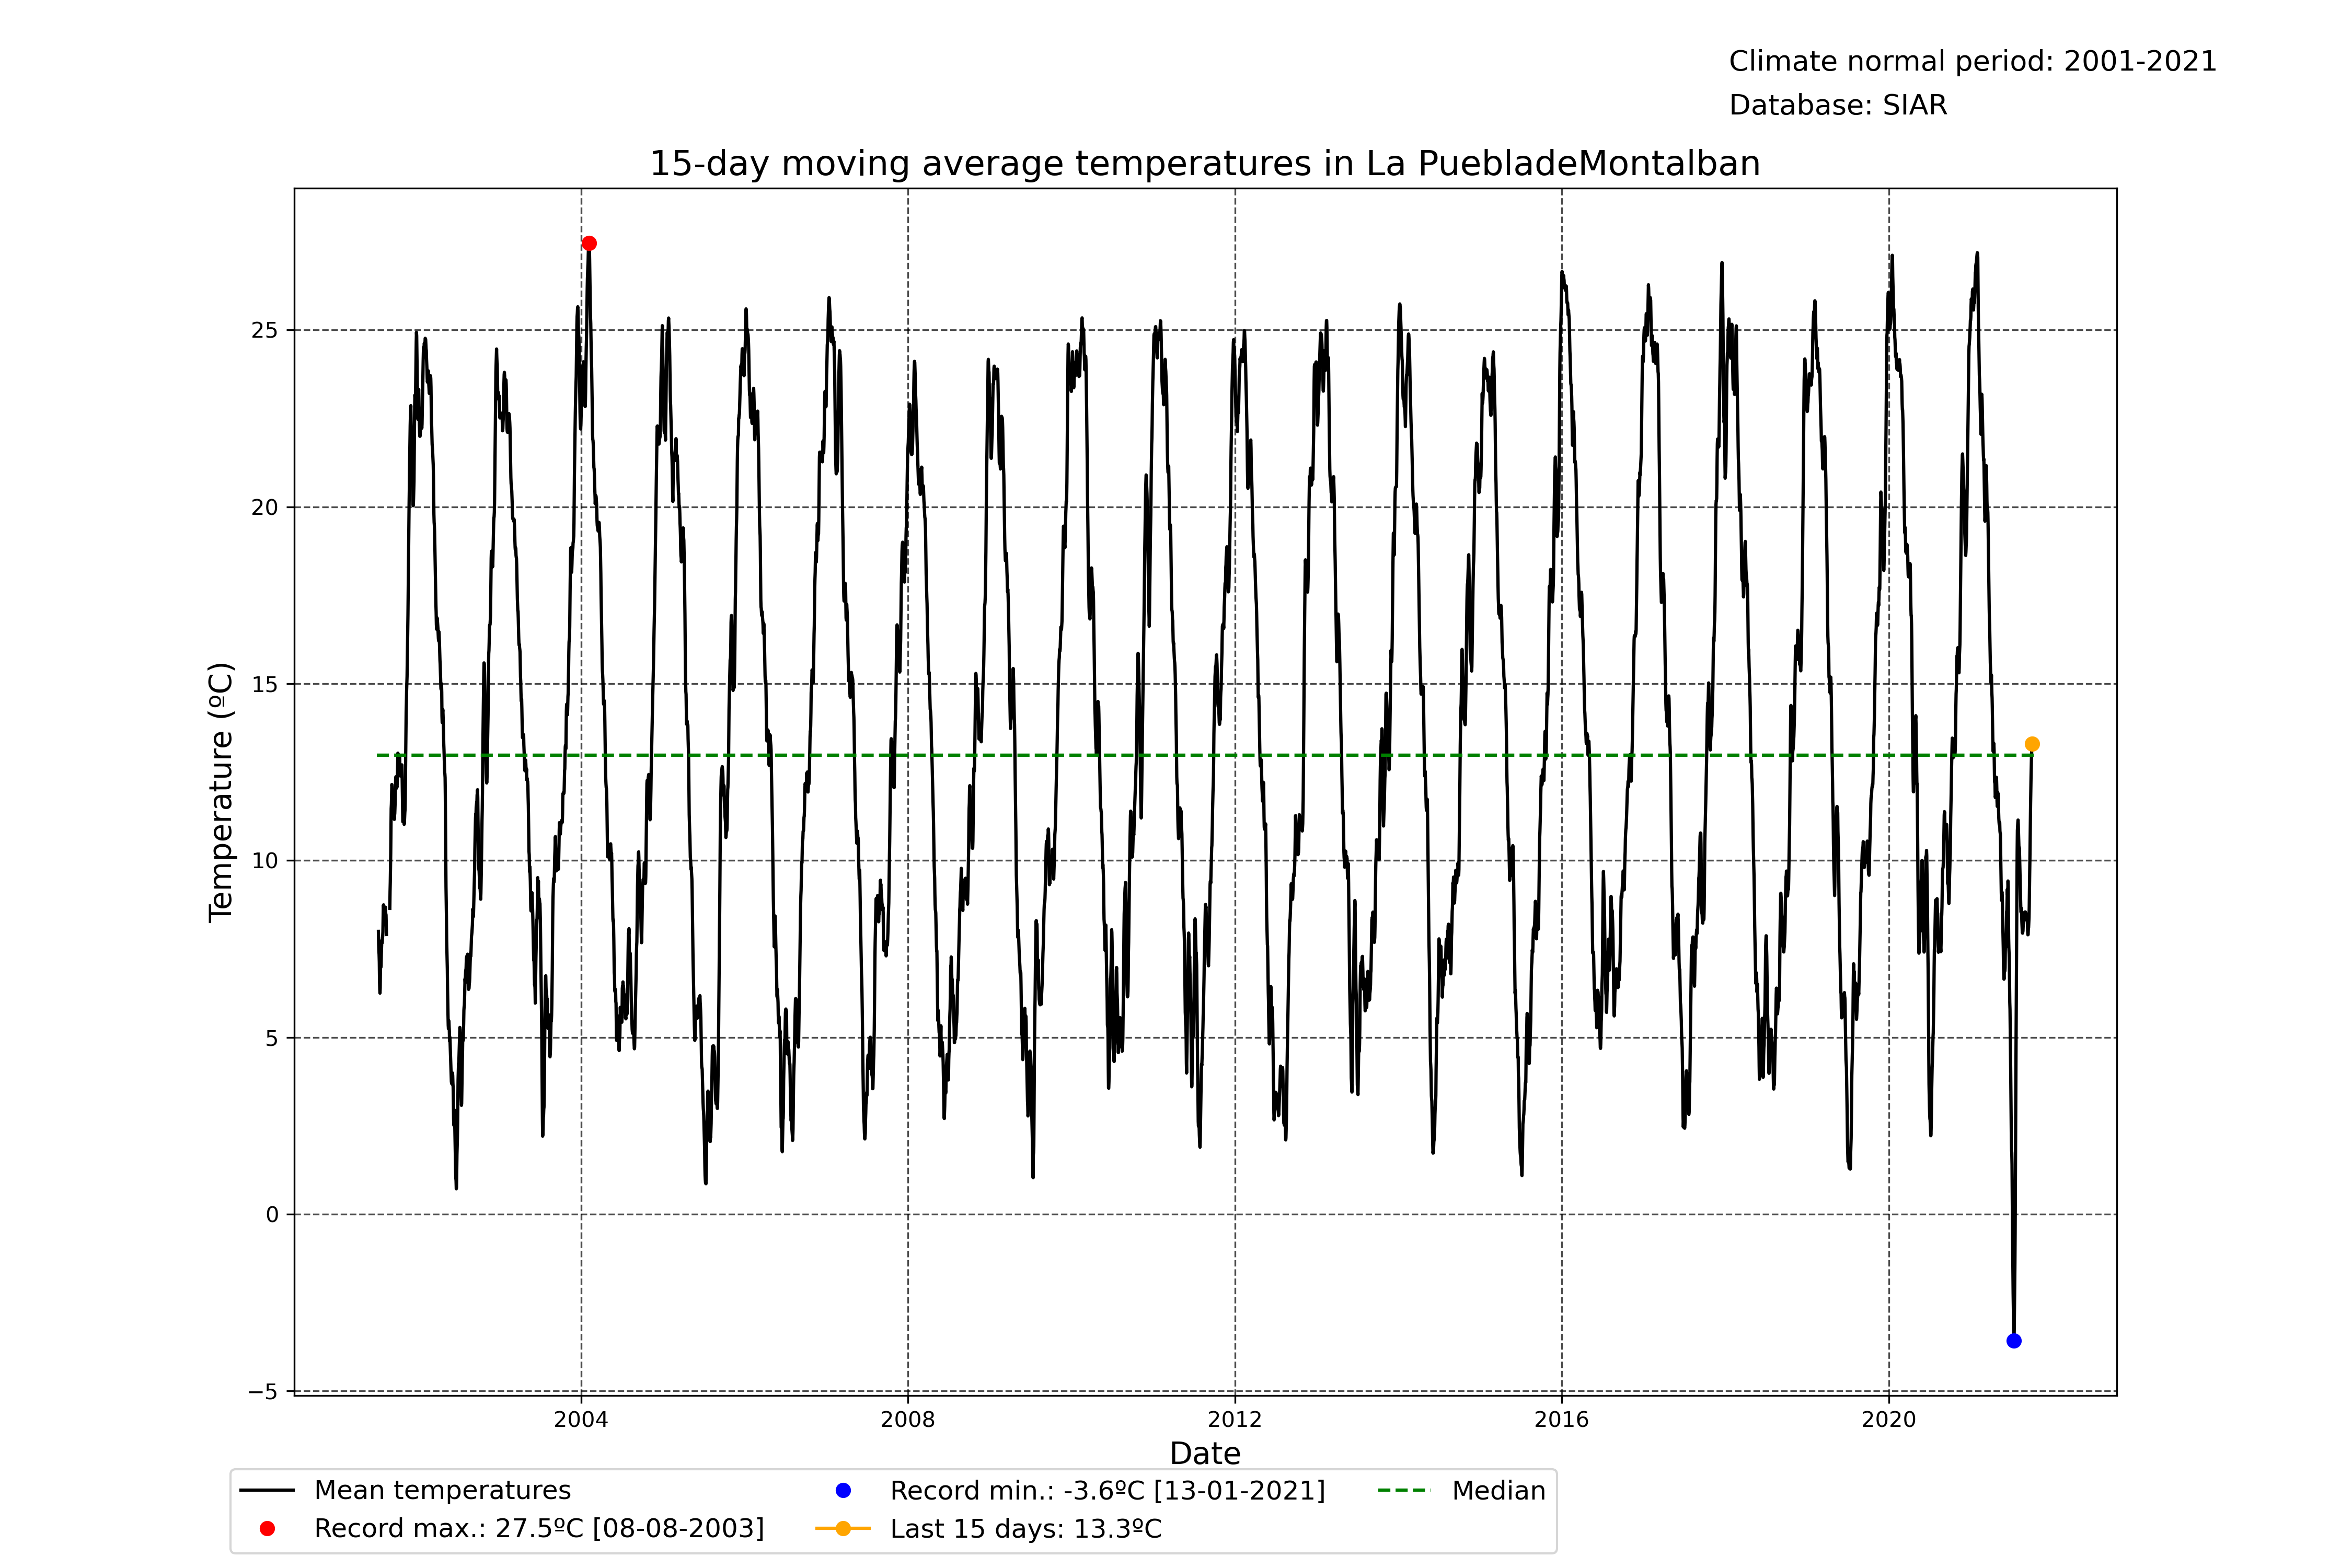 Climate normal period: 2001-2021
Database: SIAR
15-day moving average temperatures in La PuebladeMontalban
25
20
15
10
5
0
−5
Temperature (ºC)
2004 2008 2012 2016 2020
Date
Mean temperatures
Record max.: 27.5ºC [08-08-2003]
Record min.: -3.6ºC [13-01-2021]
Last 15 days: 13.3ºC
Median